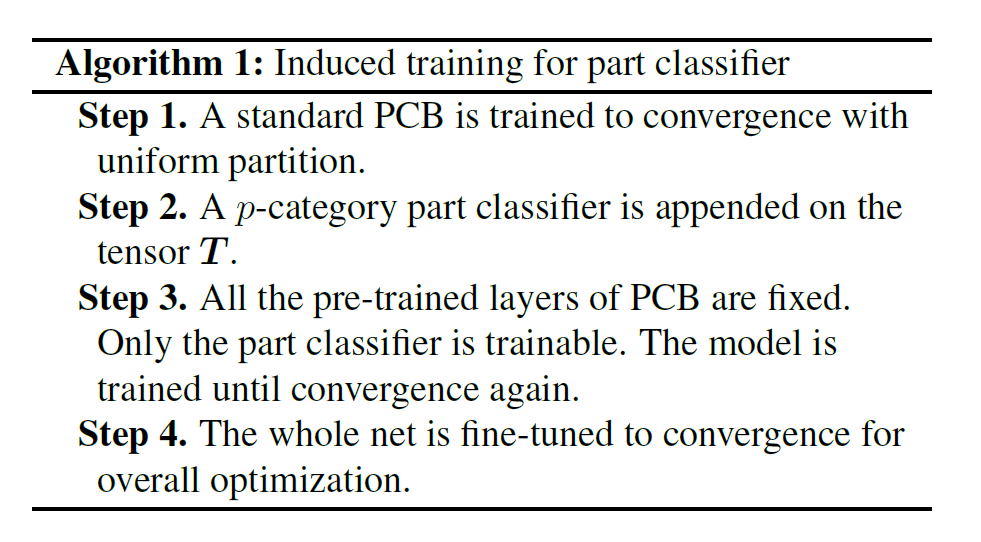 Algorithm 1: Induced training for part classifier
Step 1. A standard PCB is trained to convergence with
uniform partition.
Step 2. A p-category part classifier is appended on the
tensor T.
Step 3. All the pre-trained layers of PCB are fixed.
Only the part classifier is trainable. The model is
trained until convergence again.
Step 4. The whole net is fine-tuned to convergence for
overall optimization.